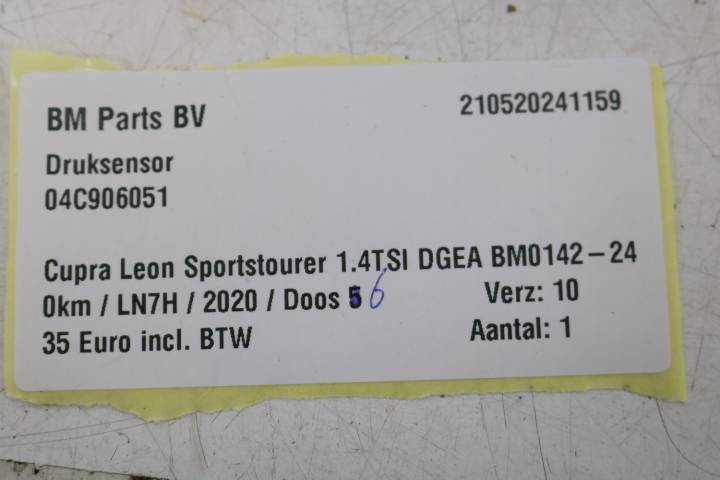 BM Parts BV 210520241159
Druksensor
04C906051
Cupra Leon Sportstourer 1.4TSI DGEA BM0142-24
0km / LN7H / 2020 / Doos 5 6 Verz: 10
35 Euro incl. BTW Aantal: 1